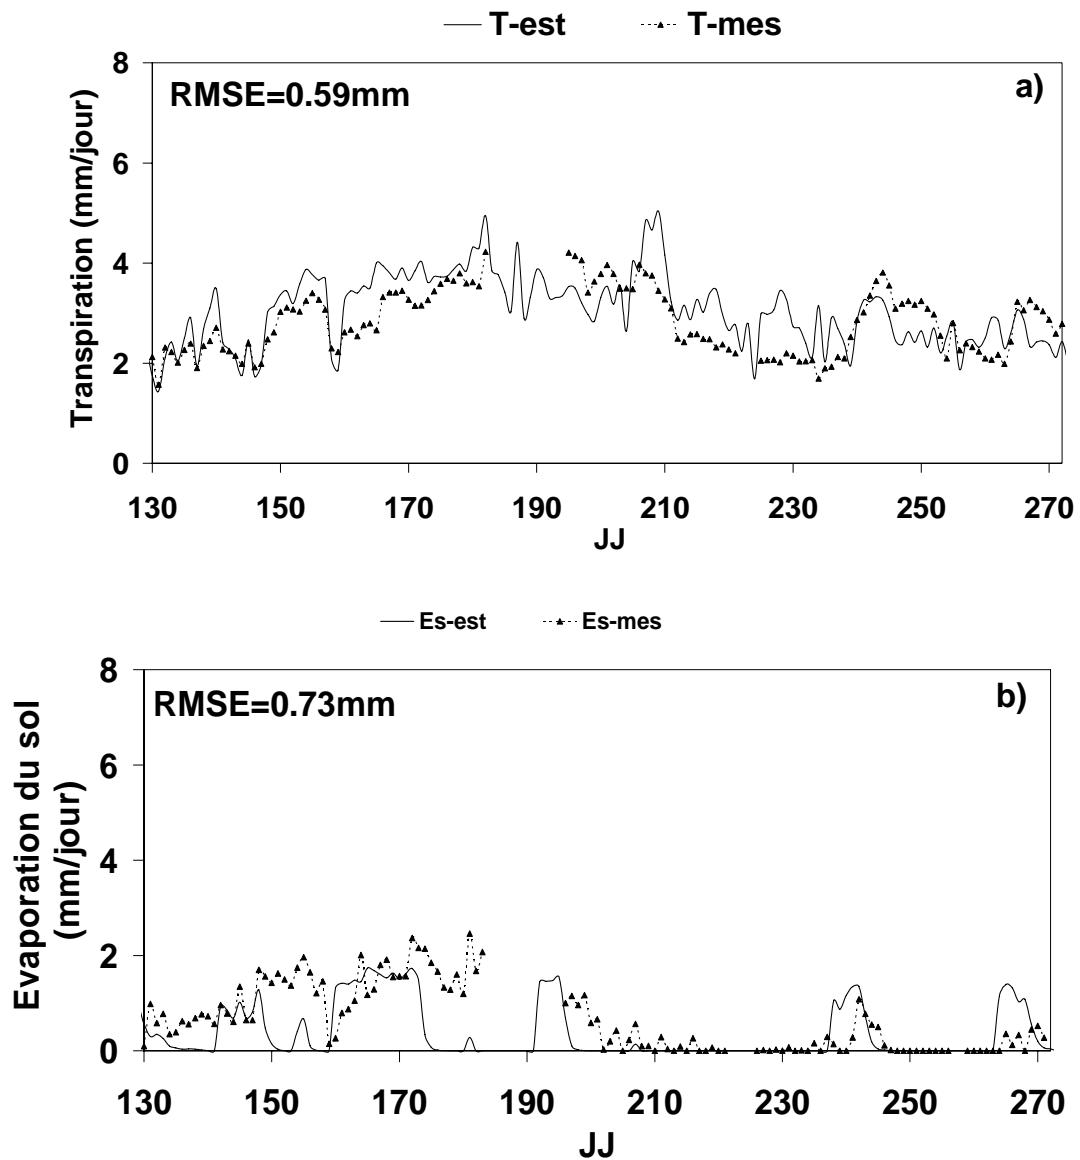 T-est T-mes
8
RMSE=0.59mm
a)
6
4
2
0
Transpiration (mm/jour)
130 150 170 190 210 230 250 270
JJ
Es-est Es-mes
8
RMSE=0.73mm
b)
6
4
2
0
Evaporation du sol
(mm/jour)
130 150 170 190 210 230 250 270
JJ